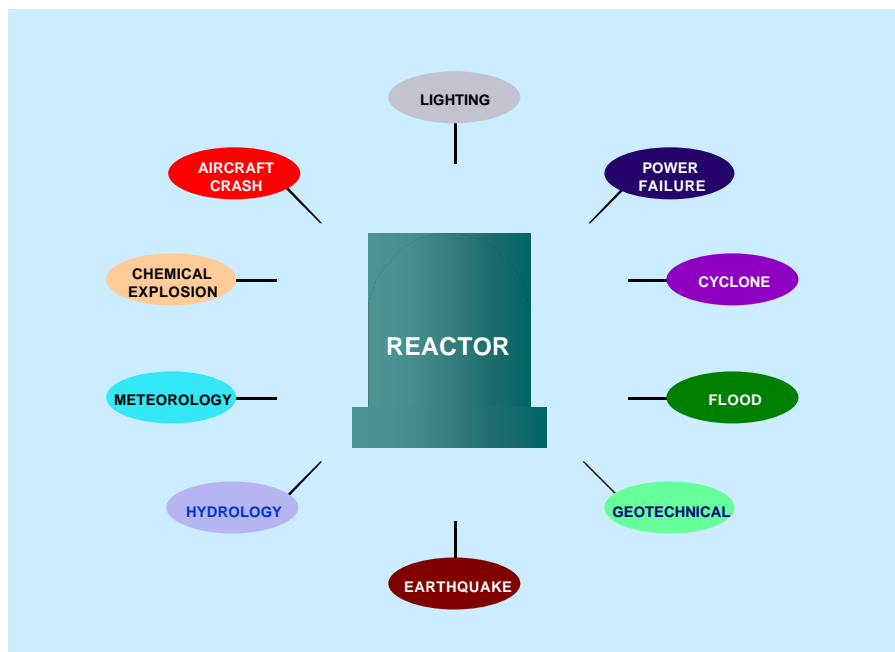 LIGHTING
AIRCRAFT
CRASH
POWER
FAILURE
CHEMICAL
EXPLOSION
CYCLONE
REACTOR
METEOROLOGY
FLOOD
HYDROLOGY
GEOTECHNICAL
EARTHQUAKE